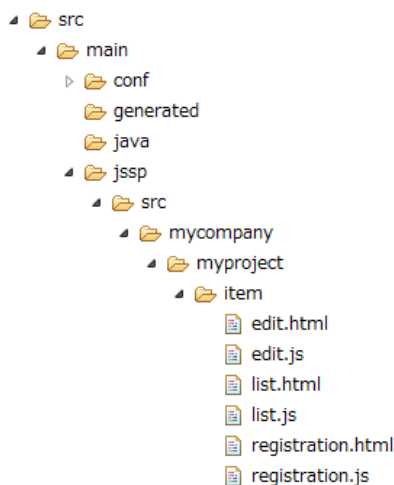 src
main
conf
generated
java
jssp
src
mycompany
myproject
item
edit.html
edit.js
list.html
list.js
registration.html
registration.js